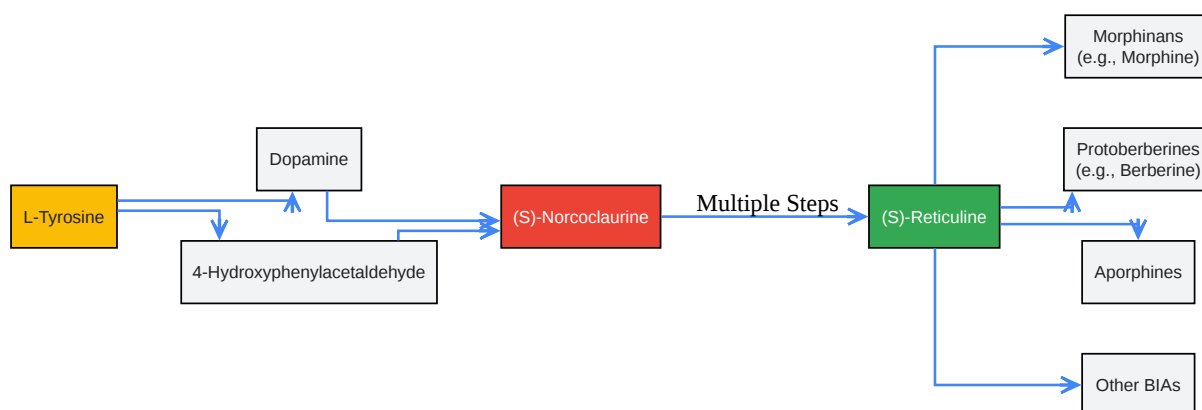 L-Tyrosine
Dopamine
4-Hydroxyphenylacetaldehyde
(S)-Norcoclaurine
Multiple Steps
(S)-Reticuline
Morphinans
(e.g., Morphine)
Protoberberines
(e.g., Berberine)
Aporphines
Other BIAs